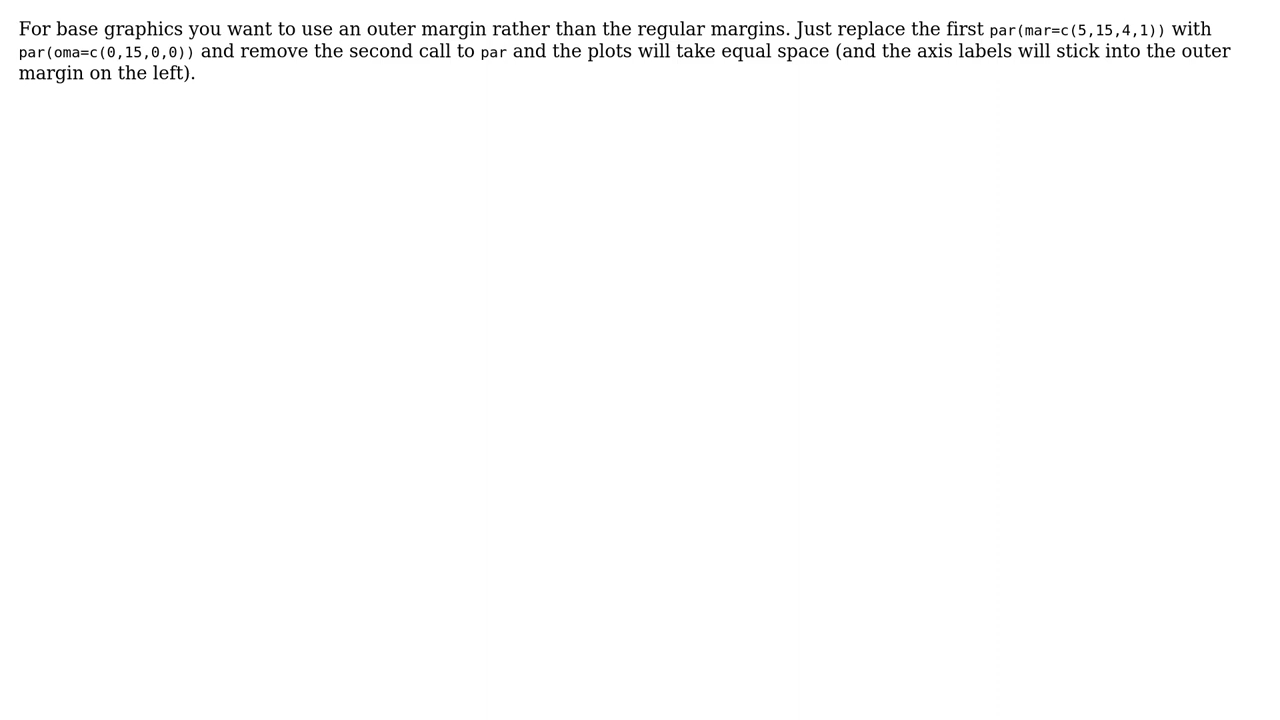 For base graphics you want to use an outer margin rather than the regular margins. Just replace the first par(mar=c(5,15,4,1)) with
par(oma=c(0,15,0,0)) and remove the second call to par and the plots will take equal space (and the axis labels will stick into the outer
margin on the left).